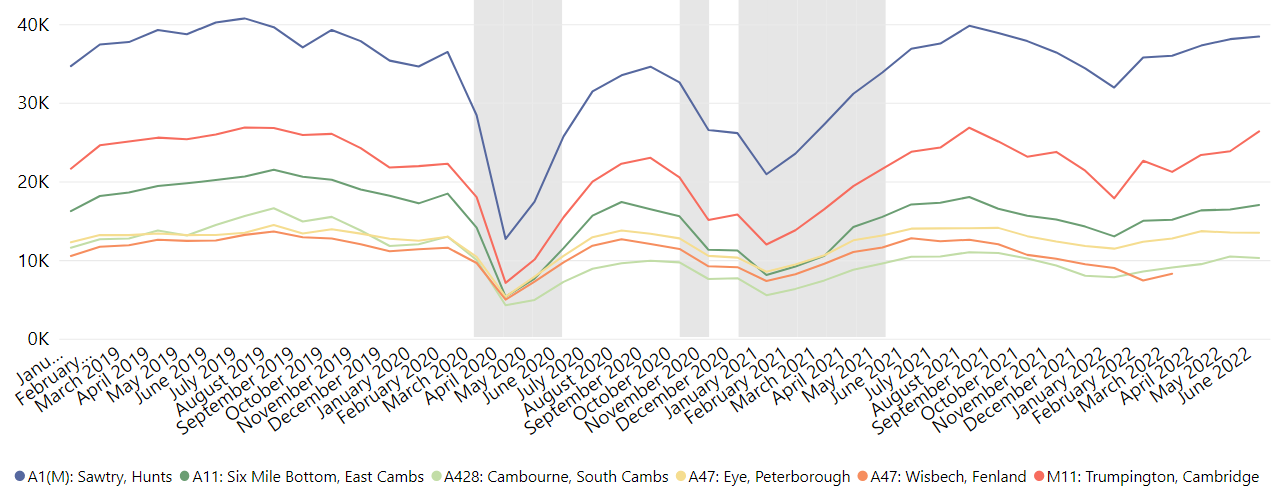 40K
30K
20K
10K
0K
Janu...
February...
March 2019
April 2019
May 2019
June 2019
July 2019
August 2019
September 2019
October 2019
November 2019
December 2019
January 2020
February 2020
March 2020
April 2020
May 2020
June 2020
July 2020
August 2020
September 2020
October 2020
November 2020
December 2020
January 2021
February 2021
March 2021
April 2021
May 2021
June 2021
July 2021
August 2021
September 2021
October 2021
November 2021
December 2021
January 2022
February 2022
March 2022
April 2022
May 2022
June 2022
A1(M): Sawtry, Hunts A11: Six Mile Bottom, East Cambs A428: Cambourne, South Cambs A47: Eye, Peterborough A47: Wisbech, Fenland M11: Trumpington, Cambridge